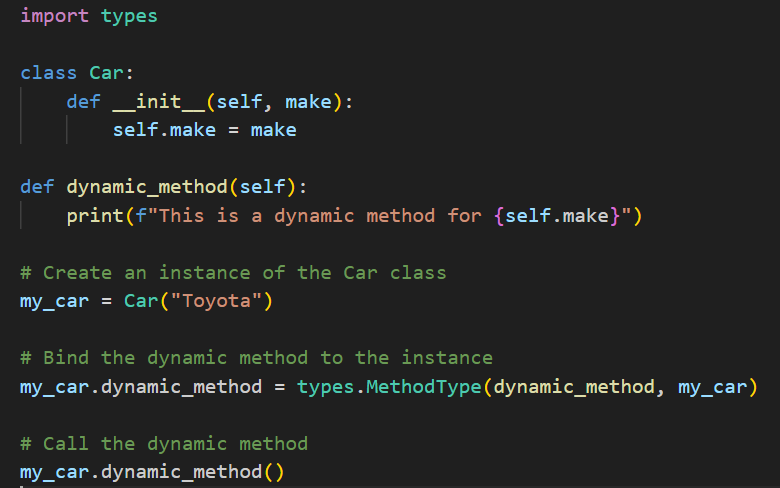 import types
class Car:
    def __init__(self, make):
        self.make = make
def dynamic_method(self):
    print(f"This is a dynamic method for {self.make}")
# Create an instance of the Car class
my_car = Car("Toyota")
# Bind the dynamic method to the instance
my_car.dynamic_method = types.MethodType(dynamic_method, my_car)
# Call the dynamic method
my_car.dynamic_method()